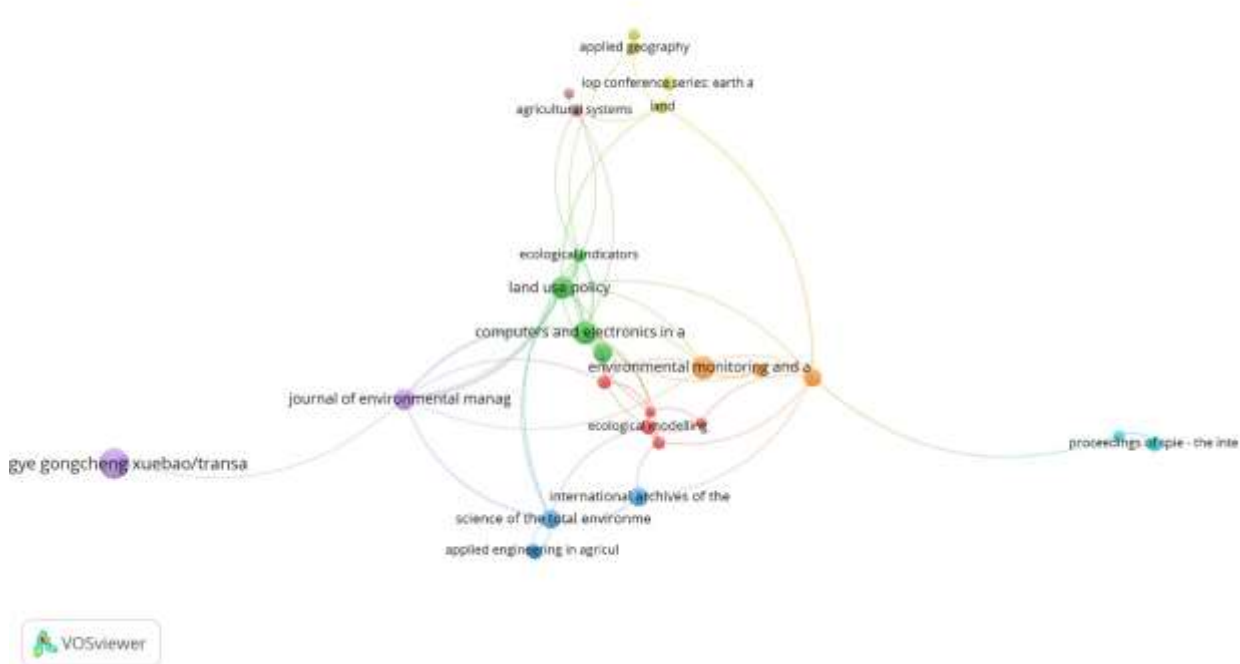 applied geography
iop conference series: earth a
agricultural systems
land
ecological indicators
land use policy
computers and electronics in a
environmental monitoring and a
journal of environmental manag
ecological modelling
proceedings of spie - the inte
gye gongcheng xuebao/transa
international archives of the
science of the total environme
applied engineering in agricul
VOSviewer